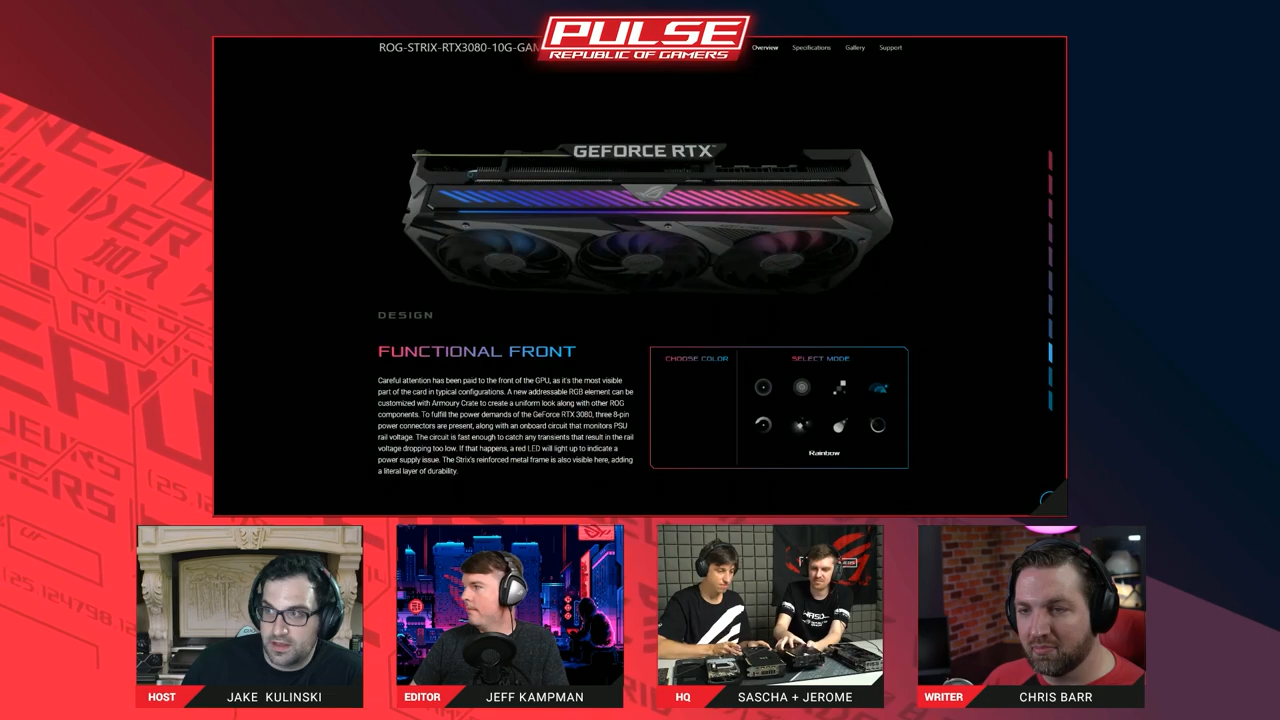 PULSE
REPUBLIC OF GAMERS
ROG-STRIX-RTX3080-10G-GAM
Overview
Specifications
Gallery
Support
GEFORCE RTX
DESIGN
FUNCTIONAL FRONT
Careful attention has been paid to the front of the GPU, as it's the most visible
part of the card in typical configurations. A new addressable RGB element can be
customized with Armoury Crate to create a uniform look along with other ROG
components. To fulfill the power demands of the GeForce RTX 3080, three 8-pin
power connectors are present, along with an onboard circuit that monitors PSU
rail voltage. The circuit is fast enough to catch any transients that result in the rail
voltage dropping too low. If that happens, a red LED will light up to indicate a
power supply issue. The Strix's reinforced metal frame is also visible here, adding
a literal layer of durability.
CHOOSE COLOR
SELECT MODE
Rainbow
HOST
JAKE KULINSKI
EDITOR
JEFF KAMPMAN
HQ
SASCHA + JEROME
WRITER
CHRIS BARR